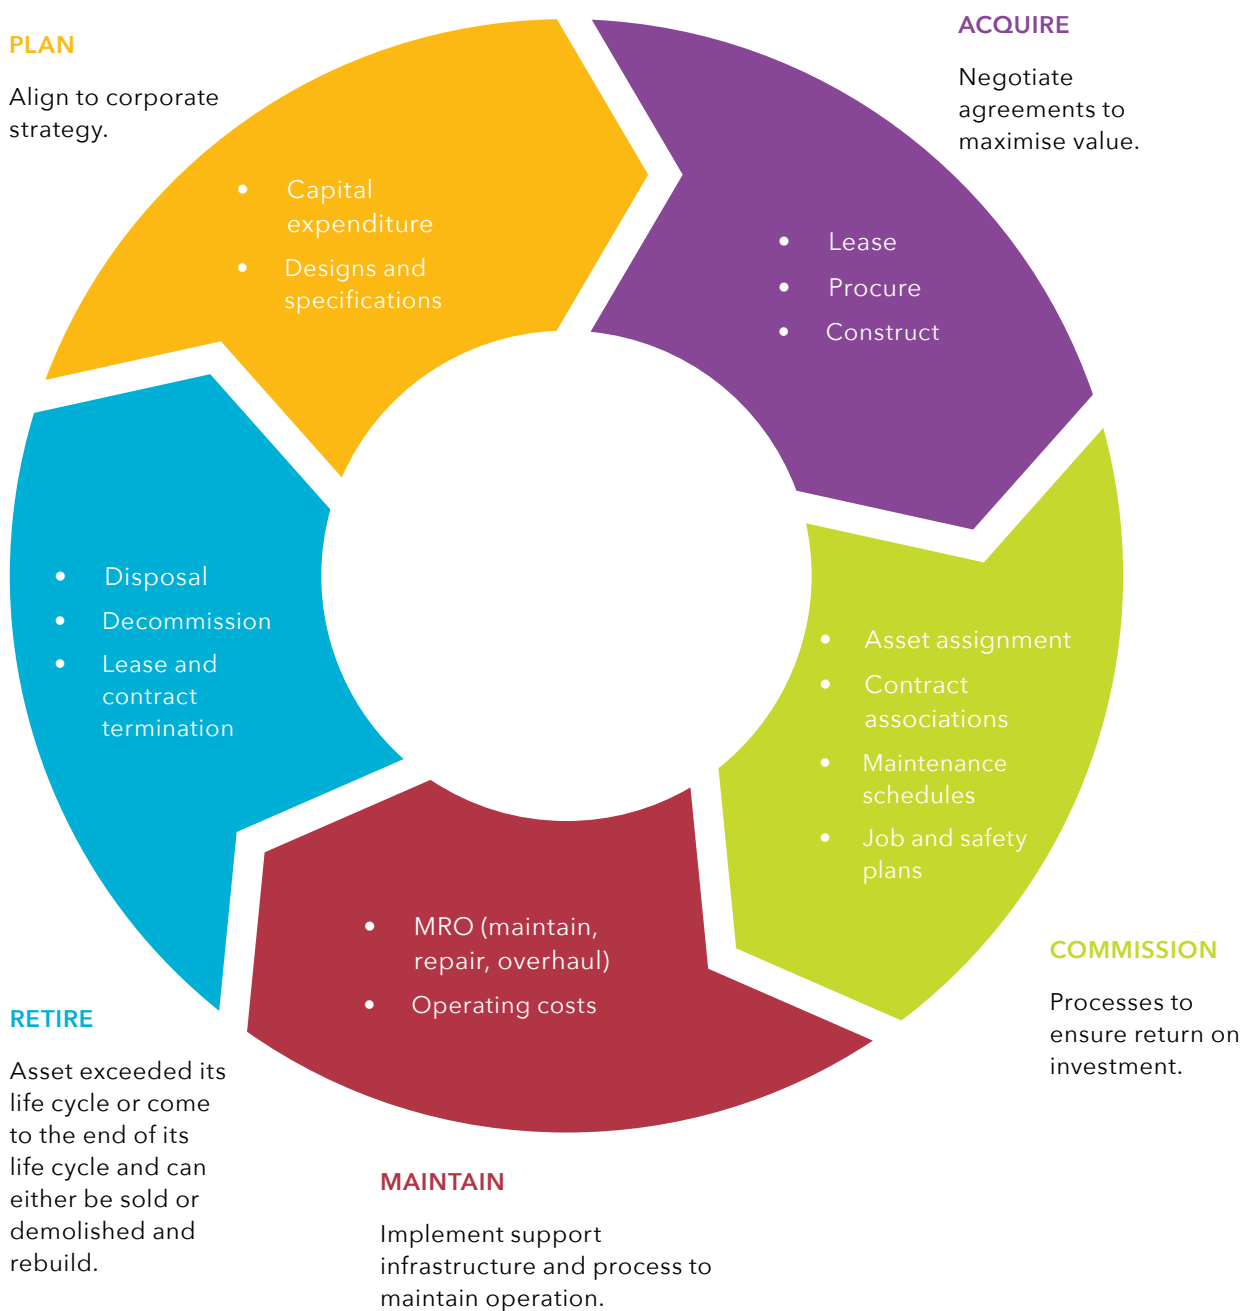 PLAN
Align to corporate
strategy.
• Capital
expenditure
• Designs and
specifications
ACQUIRE
Negotiate
agreements to
maximise value.
• Lease
• Procure
• Construct
• Asset assignment
• Contract
associations
• Maintenance
schedules
• Job and safety
plans
COMMISSION
Processes to
ensure return on
investment.
• MRO (maintain,
repair, overhaul)
• Operating costs
MAINTAIN
Implement support
infrastructure and process to
maintain operation.
• Disposal
• Decommission
• Lease and
contract
termination
RETIRE
Asset exceeded its
life cycle or come
to the end of its
life cycle and can
either be sold or
demolished and
rebuild.